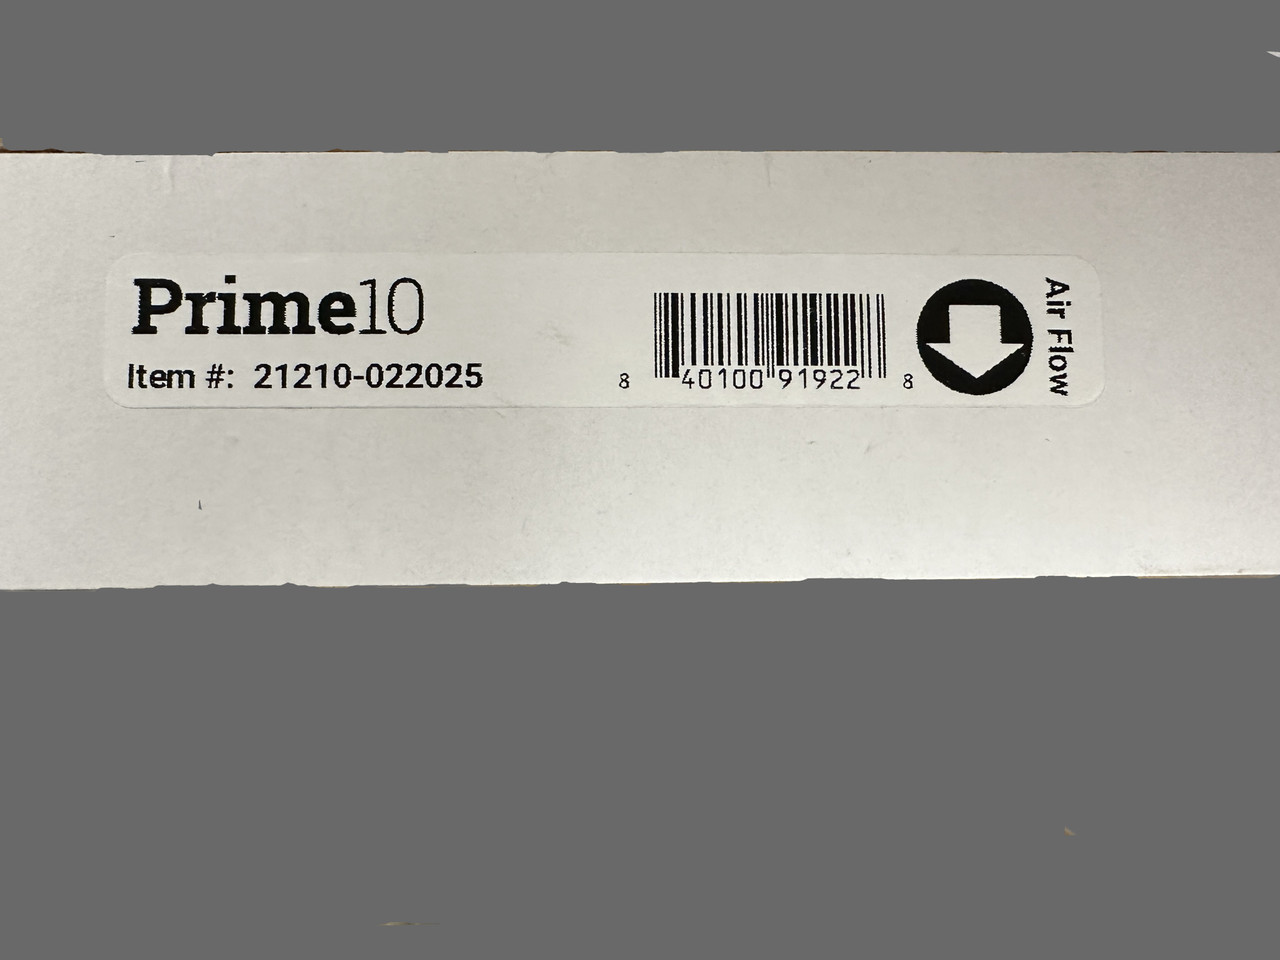 Prime10
Item #: 21210-022025
8 40100 91922 8
Air Flow